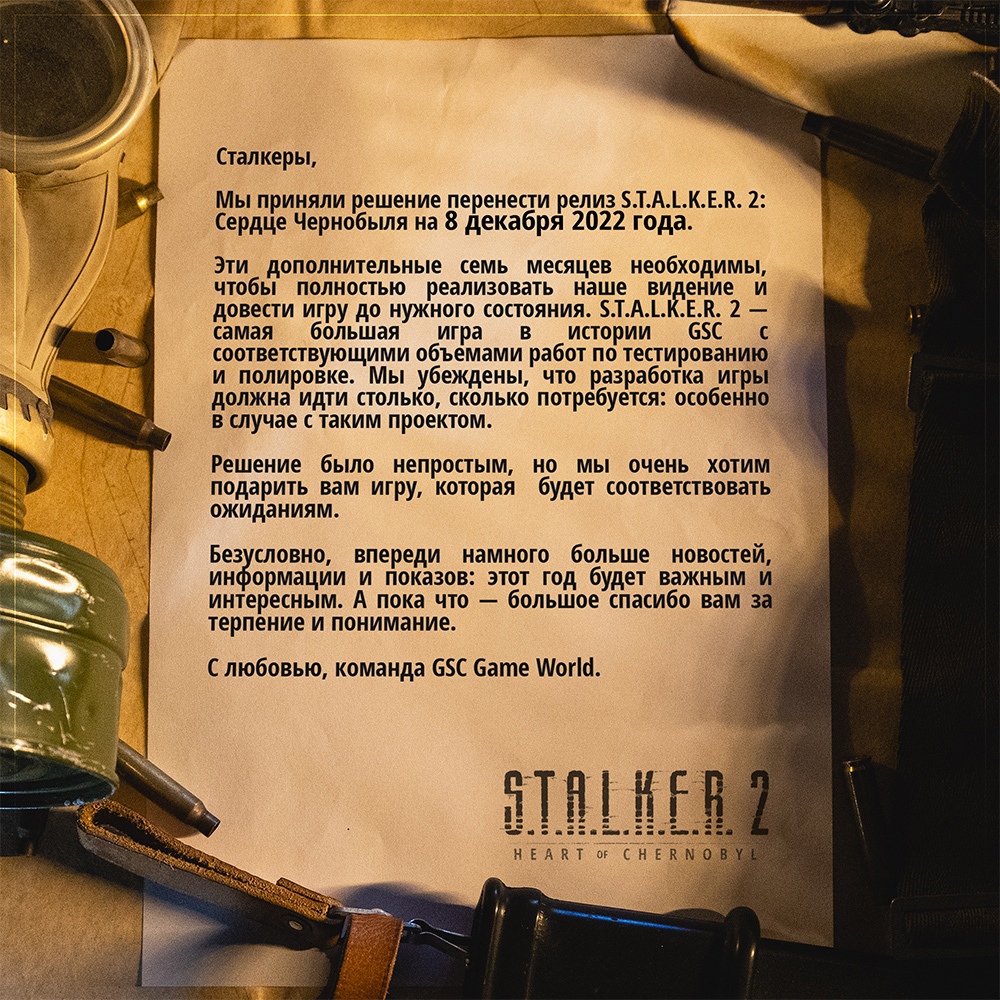 Сталкеры,
Мы приняли решение перенести релиз S.T.A.L.K.E.R. 2:
Сердце Чернобыля на 8 декабря 2022 года.
Эти дополнительные семь месяцев необходимы,
чтобы полностью реализовать наше видение и
довести игру до нужного состояния. S.T.A.L.K.E.R. 2 —
самая большая игра в истории GSC с
соответствующими объемами работ по тестированию
и полировке. Мы убеждены, что разработка игры
должна идти столько, сколько потребуется: особенно
в случае с таким проектом.
Решение было непростым, но мы очень хотим
подарить вам игру, которая будет соответствовать
ожиданиям.
Безусловно, впереди намного больше новостей,
информации и показов: этот год будет важным и
интересным. А пока что — большое спасибо вам за
терпение и понимание.
С любовью, команда GSC Game World.
S.T.A.L.K.E.R. 2
HEART OF CHERNOBYL